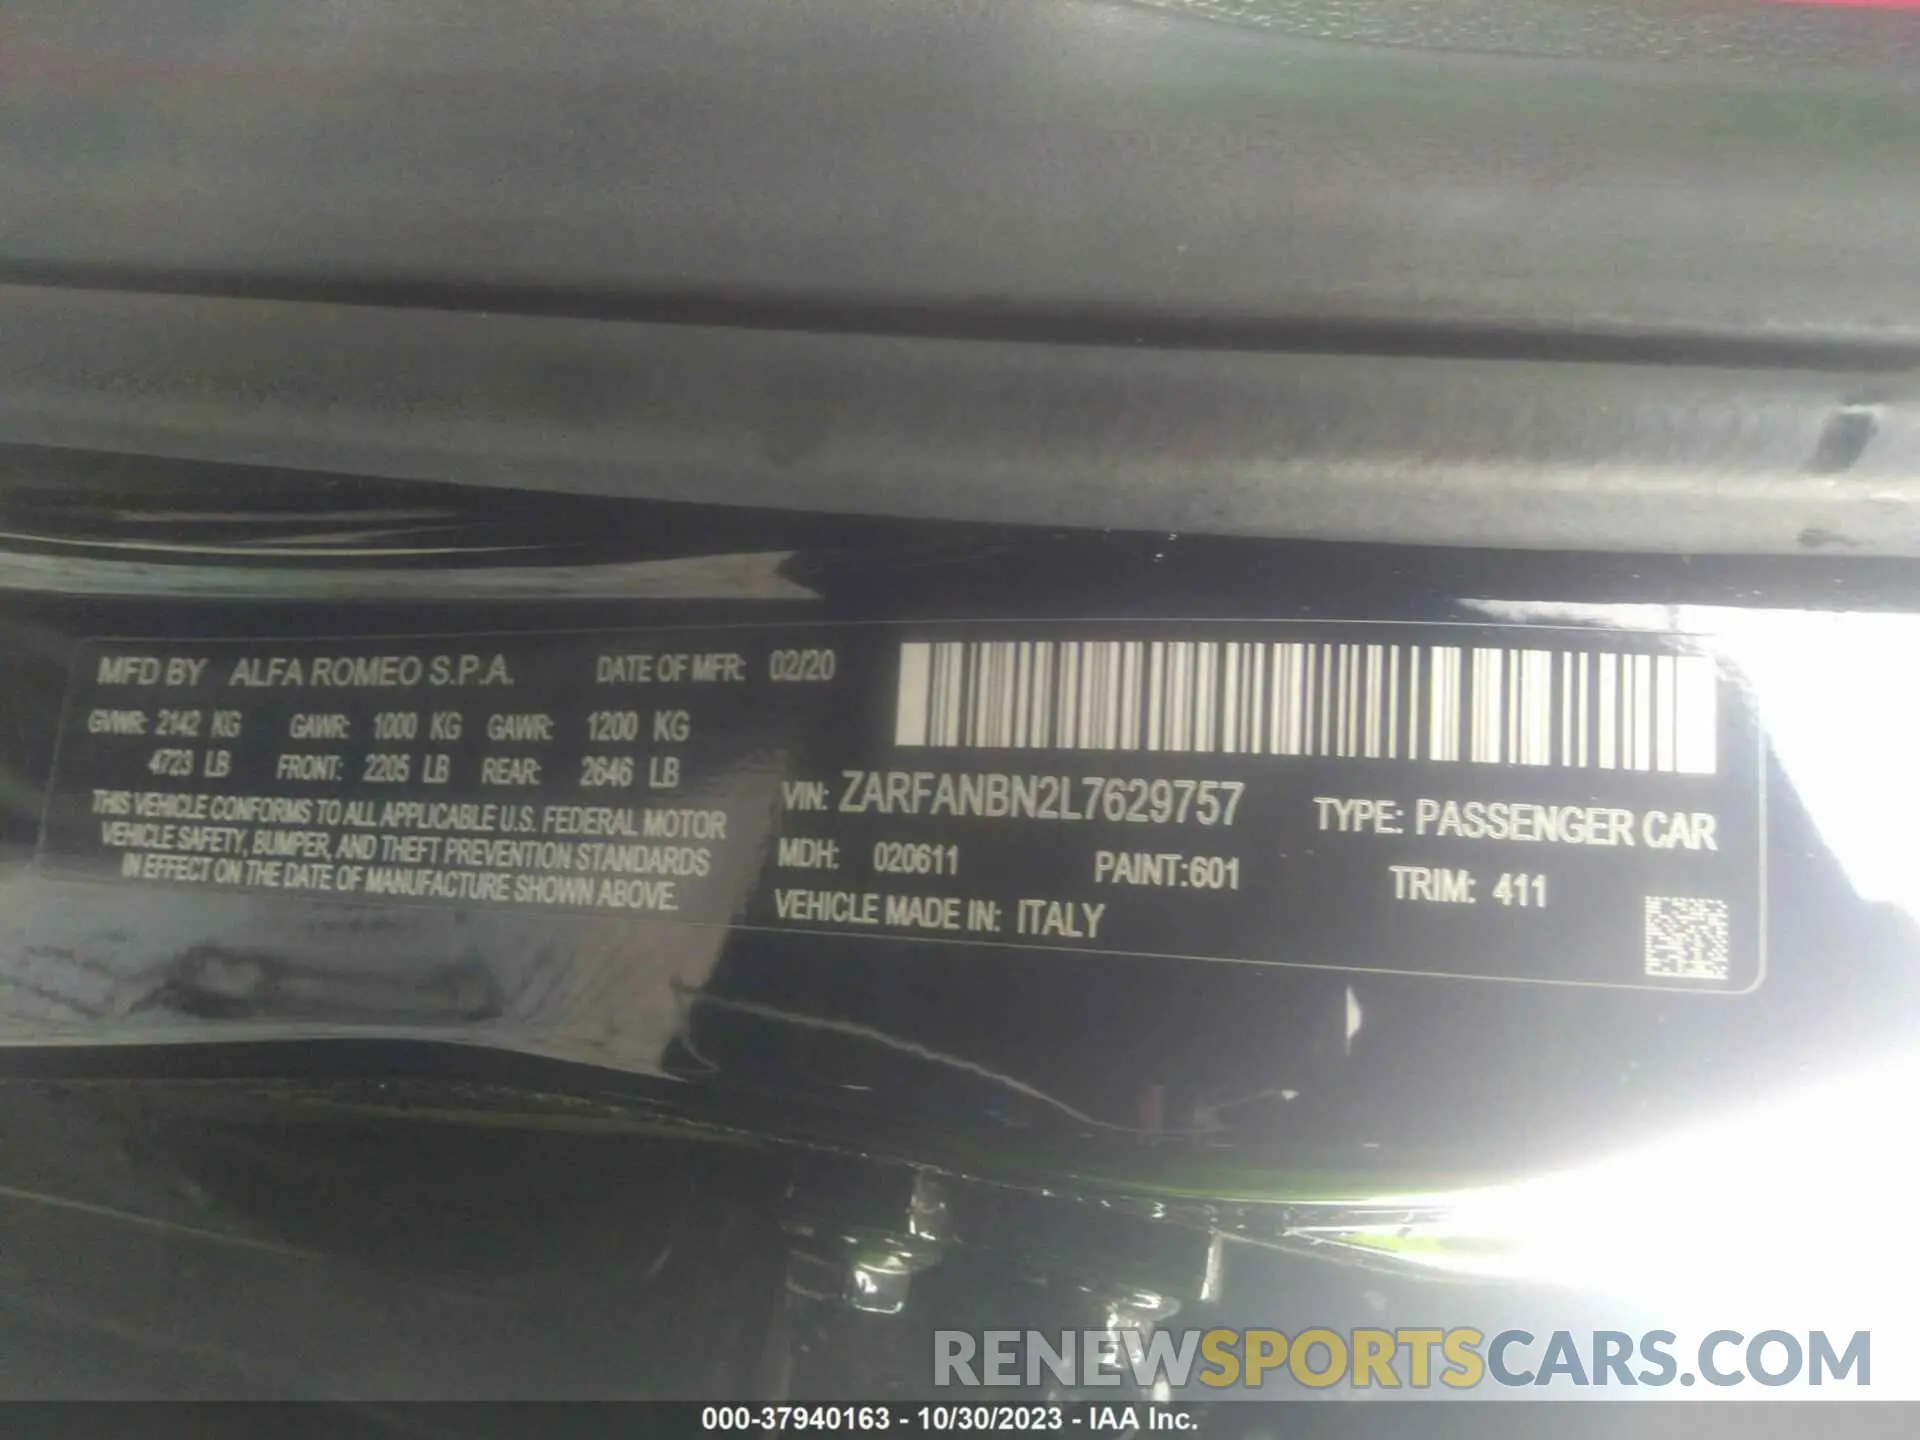 MFD BY ALFA ROMEO S.P.A. DATE OF MFR: 02/20
GVWR: 2142 KG GAWR: 1000 KG GAWR: 1200 KG
4723 LB FRONT: 2205 LB REAR: 2646 LB
THIS VEHICLE CONFORMS TO ALL APPLICABLE U.S. FEDERAL MOTOR
VEHICLE SAFETY, BUMPER, AND THEFT PREVENTION STANDARDS
IN EFFECT ON THE DATE OF MANUFACTURE SHOWN ABOVE.
VIN: ZARFANBN2L7629757 TYPE: PASSENGER CAR
MDH: 020611 PAINT:601 TRIM: 411
VEHICLE MADE IN: ITALY
RENEWSPORTSCARS.COM
000-37940163 - 10/30/2023 - IAA Inc.